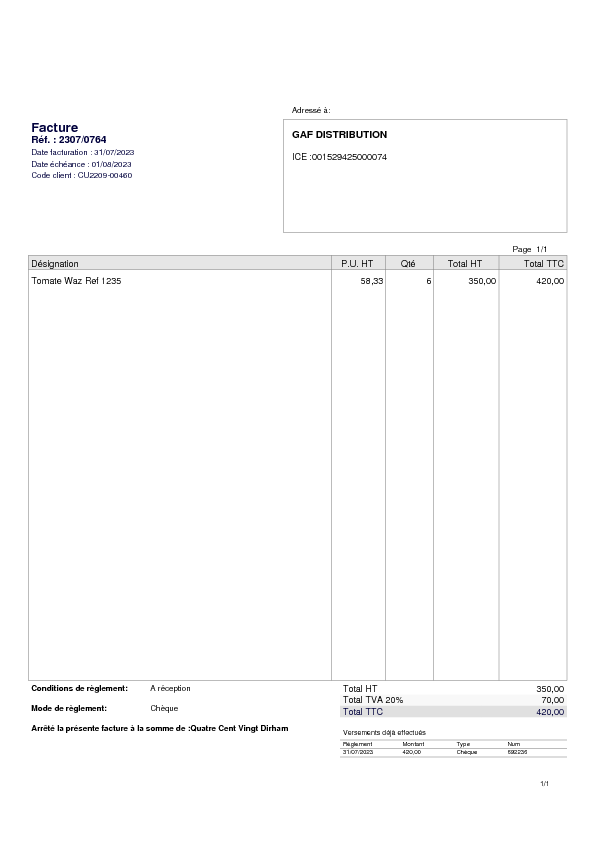 Adressé à:
Facture
Réf. : 2307/0764
Date facturation : 31/07/2023
Date échéance : 01/08/2023
Code client : CU2209-00460
GAF DISTRIBUTION
ICE :001529425000074
Page 1/1
Désignation P.U. HT Qté Total HT Total TTC
Tomate Waz Ref 1235 58,33 6 350,00 420,00
Conditions de règlement: A réception
Mode de règlement: Chèque
Arrêté la présente facture à la somme de :Quatre Cent Vingt Dirham
Total HT 350,00
Total TVA 20% 70,00
Total TTC 420,00
Versements déjà effectués
Règlement Montant Type Num
31/07/2023 420,00 Chèque 692236
1/1